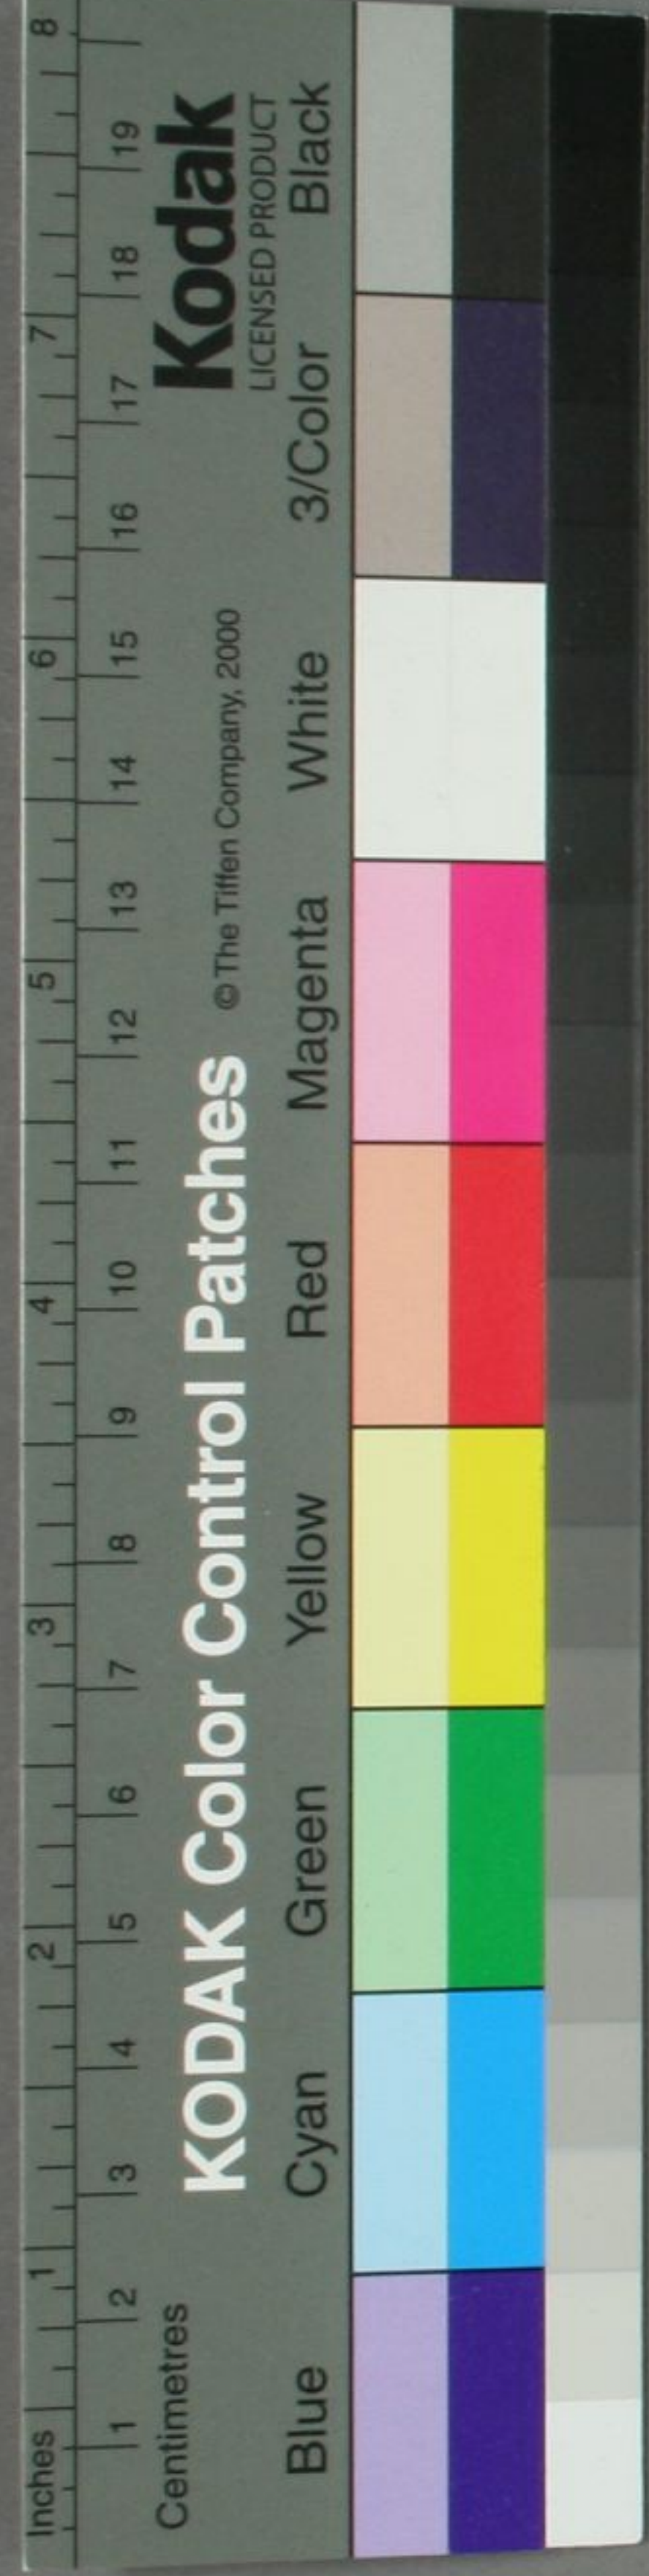 Inches 1 2 3 4 5 6 7 8
1 2 3 4 5 6 7 8 9 10 11 12 13 14 15 16 17 18 19
Centimetres
KODAK Color Control Patches © The Tiffen Company, 2000 Kodak
LICENSED PRODUCT
Blue Cyan Green Yellow Red Magenta White 3/Color Black